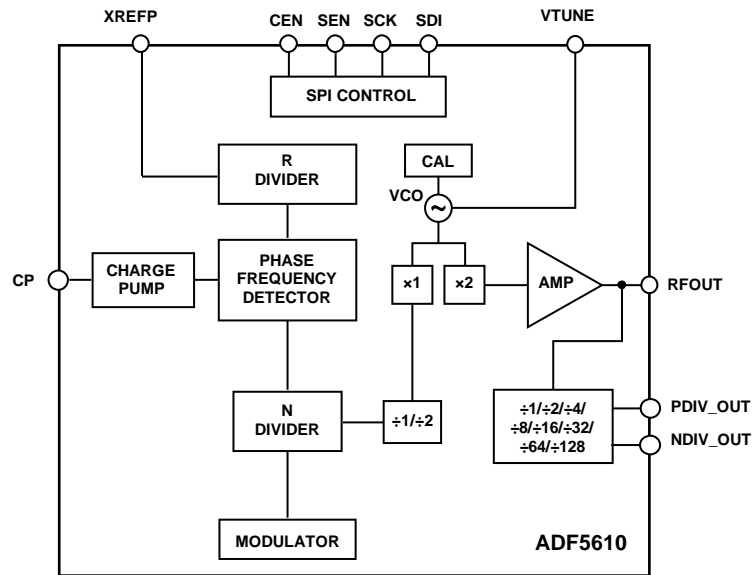 XREFP
CEN SEN SCK SDI
VTUNE
SPI CONTROL
R
DIVIDER
CAL
VCO
~
CP
CHARGE
PUMP
PHASE
FREQUENCY
DETECTOR
×1
×2
AMP
RFOUT
N
DIVIDER
÷1/÷2
÷1/÷2/÷4/
÷8/÷16/÷32/
÷64/÷128
PDIV_OUT
NDIV_OUT
MODULATOR
ADF5610